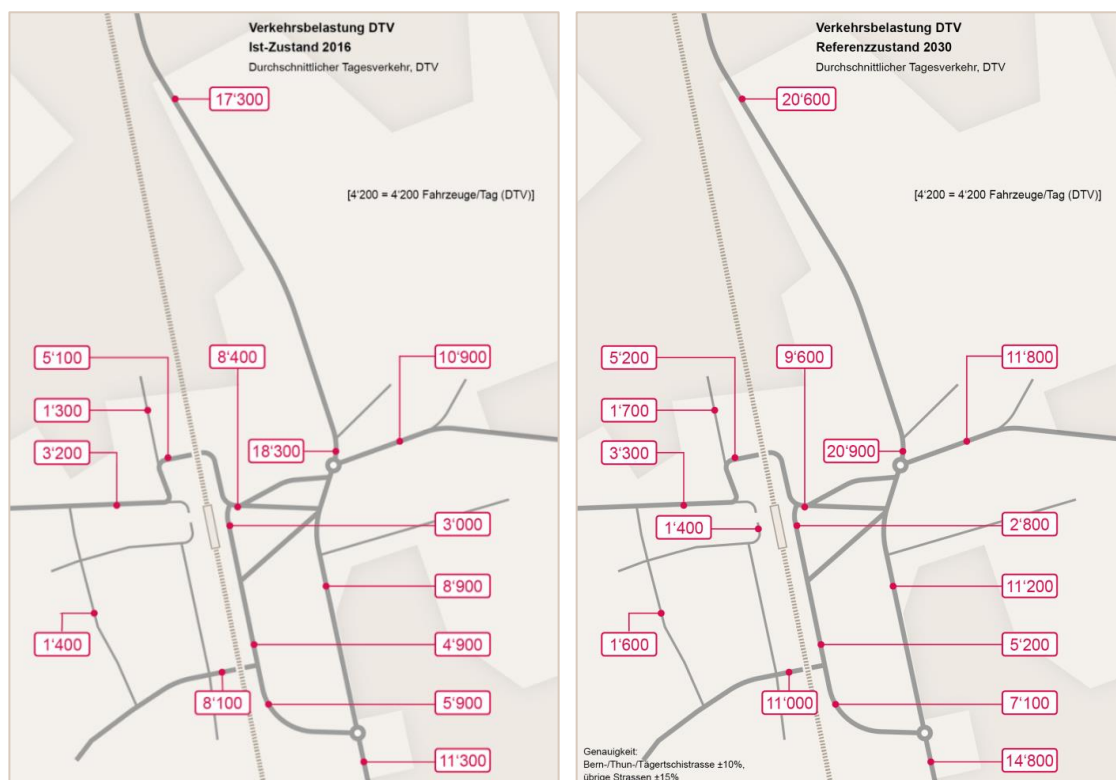 Verkehrsbelastung DTV
Ist-Zustand 2016
Durchschnittlicher Tagesverkehr, DTV
17‘300
[4‘200 = 4‘200 Fahrzeuge/Tag (DTV)]
5‘100
8‘400
10‘900
1‘300
3‘200
18‘300
3‘000
8‘900
1‘400
4‘900
8‘100
5‘900
11‘300
Verkehrsbelastung DTV
Referenzzustand 2030
Durchschnittlicher Tagesverkehr, DTV
20‘600
[4‘200 = 4‘200 Fahrzeuge/Tag (DTV)]
5‘200
9‘600
11‘800
1‘700
3‘300
20‘900
1‘400
2‘800
11‘200
1‘600
5‘200
11‘000
7‘100
14‘800
Genauigkeit:
Bern-/Thun-/Tägertschistrasse ±10%,
übrige Strassen ±15%